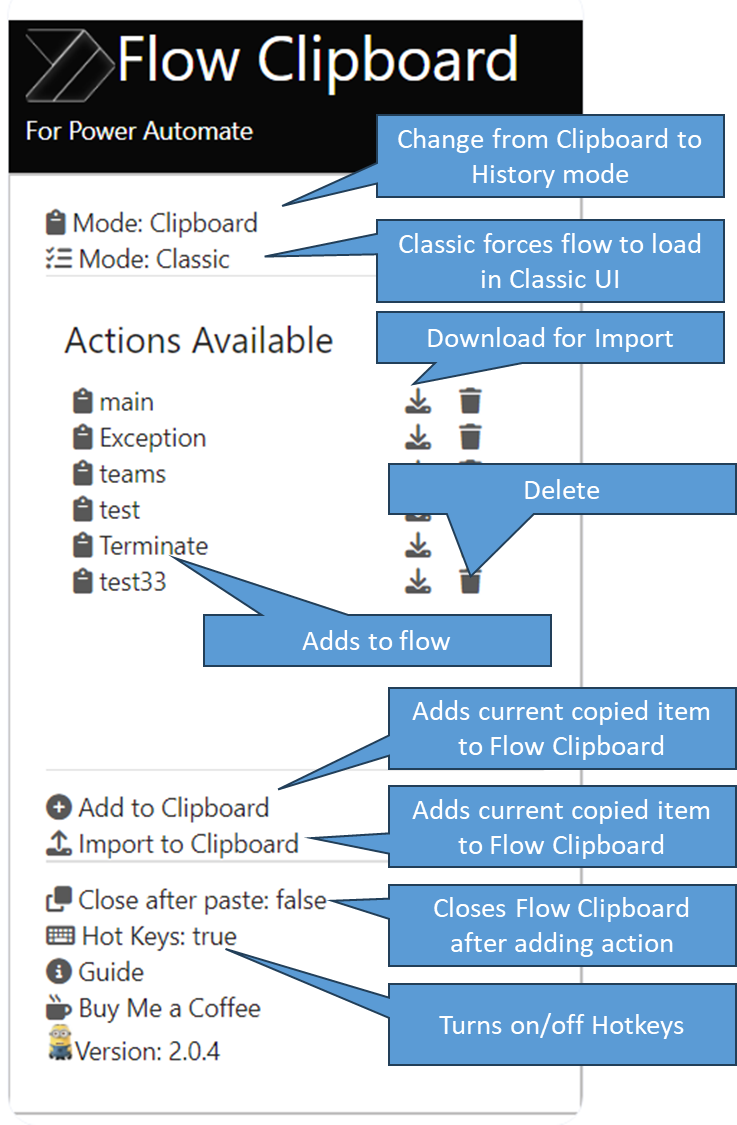 Flow Clipboard
For Power Automate
Change from Clipboard to
History mode
Mode: Clipboard
Mode: Classic
Classic forces flow to load
in Classic UI
Download for Import
Actions Available
main
Exception
teams
Delete
test
Terminate
test33
Adds to flow
Adds current copied item
to Flow Clipboard
Add to Clipboard
Import to Clipboard
Adds current copied item
to Flow Clipboard
Close after paste: false
Closes Flow Clipboard
after adding action
Hot Keys: true
Guide
Buy Me a Coffee
Turns on/off Hotkeys
Version: 2.0.4